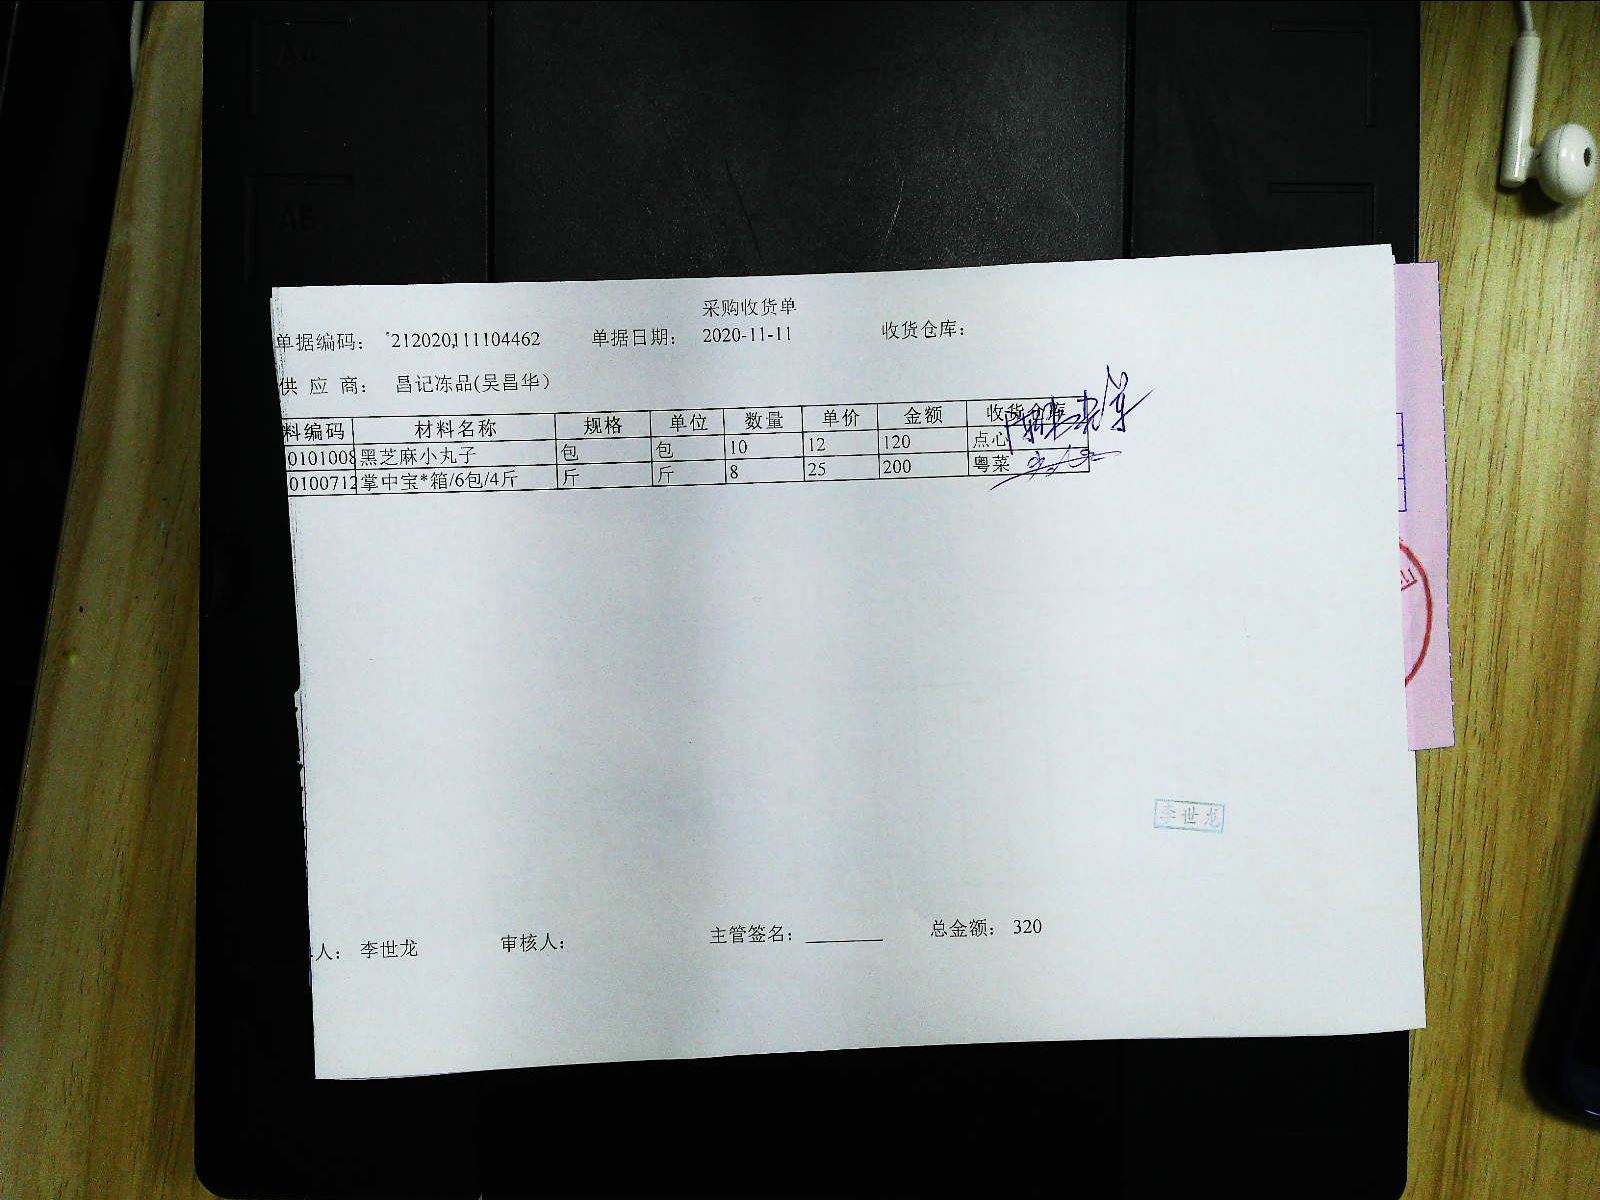 采购收货单
单据编码： '212020111104462 单据日期： 2020-11-11 收货仓库：
供 应 商： 昌记冻品(吴昌华)
料编码 材料名称 规格 单位 数量 单价 金额 收货仓库
0101008 黑芝麻小丸子 包 包 10 12 120 点心
0100712 掌中宝*箱/6包/4斤 斤 斤 8 25 200 粤菜
李世龙
人： 李世龙 审核人： 主管签名： 总金额： 320